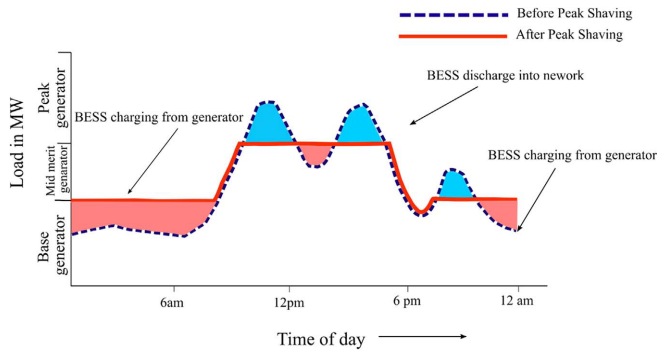 Before Peak Shaving
After Peak Shaving
Load in MW
Peak
generator
Mid merit
genarator
Base
generator
BESS charging from generator
BESS discharge into nework
BESS charging from generator
6am
12pm
6 pm
12 am
Time of day